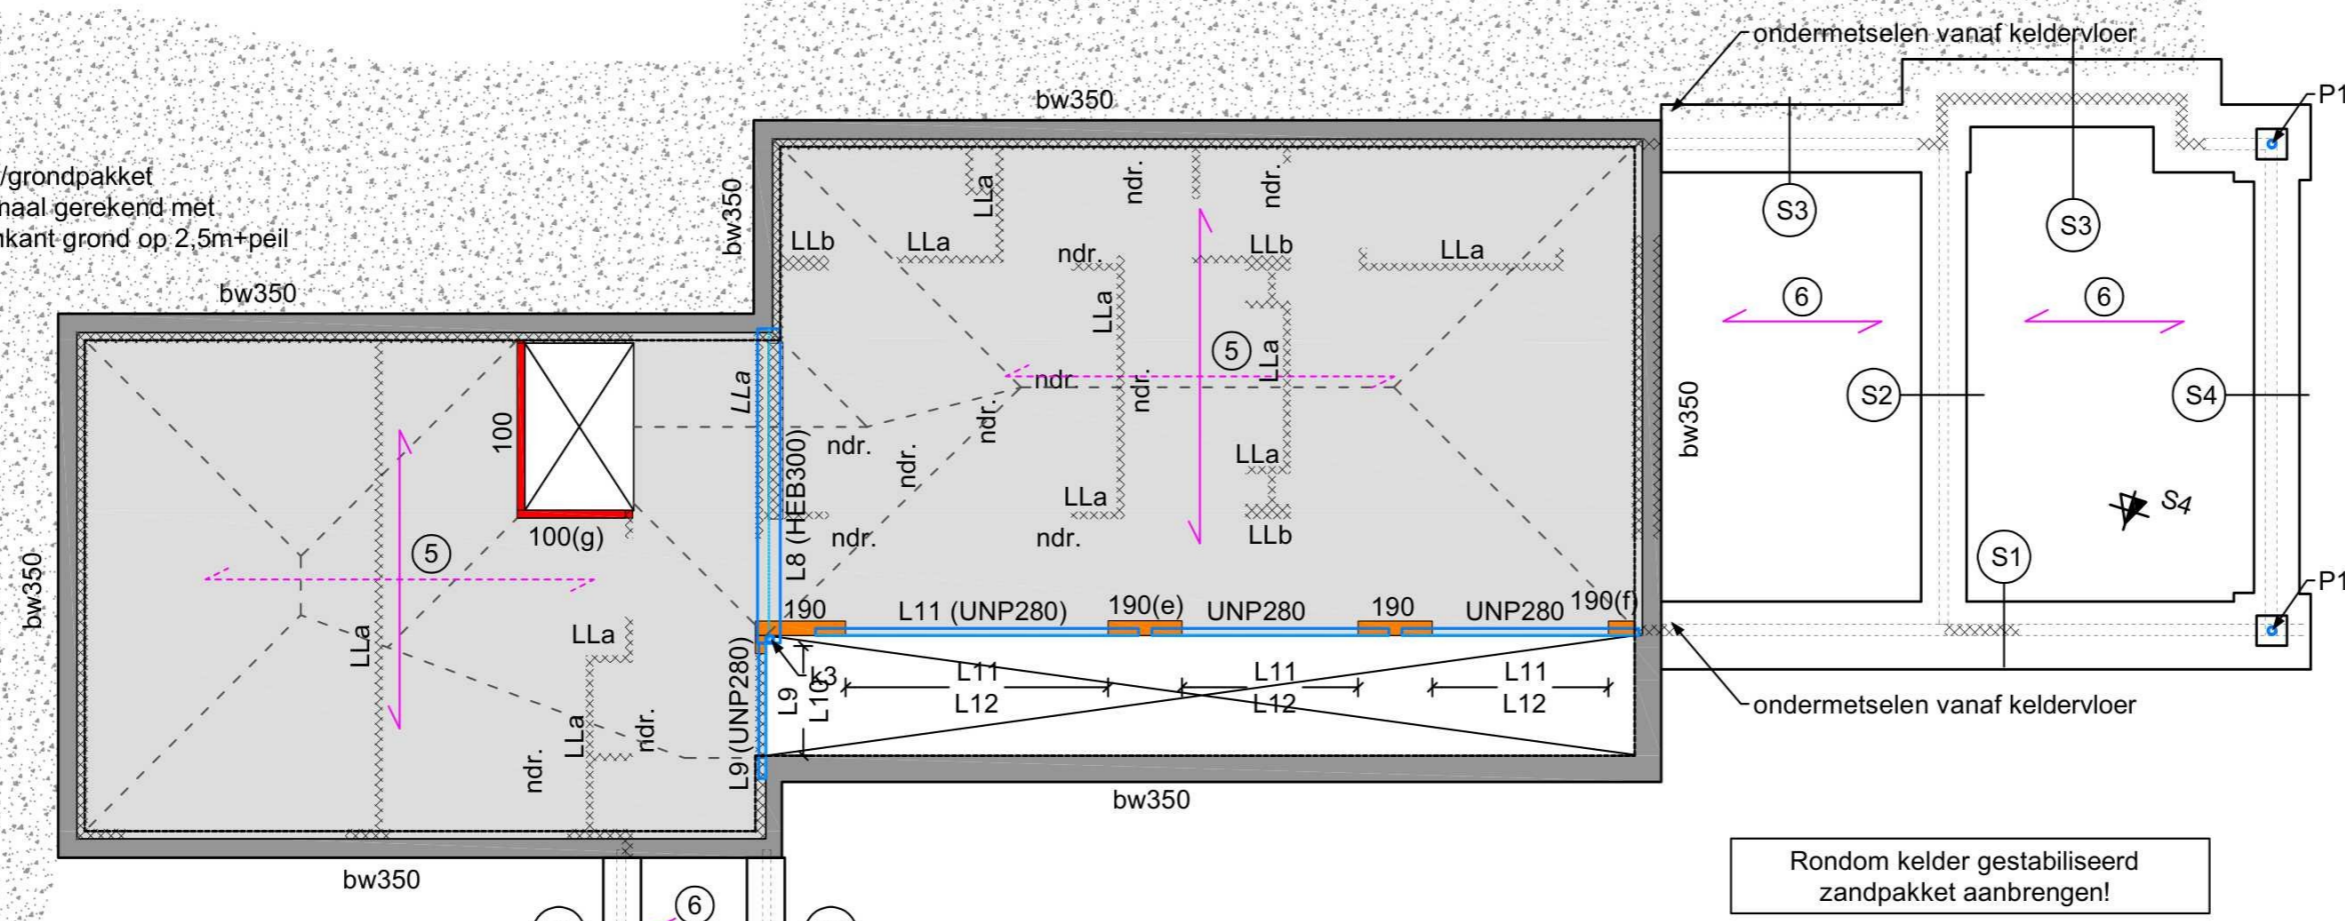 ondermetselen vanaf keldervloer
P1
bw350
/grondpakket
naal gerekend met
nkant grond op 2,5m+peil
bw350
bw350
LLa
ndr.
ndr.
S3
S3
LLb
LLa
ndr.
LLb
LLa
6
6
LLa
5
LLa
LLa
ndr.
ndr.
ndr.
bw350
S2
S4
100
ndr.
ndr.
LLa
L8 (HEB300)
LLa
S4
100(g)
ndr.
ndr.
LLb
5
S1
bw350
190
L11 (UNP280)
190(e)
UNP280
190
UNP280
190(f)
P1
LLa
LLa
L9 (UNP280)
k3
L9
L10
L11
L12
L11
L12
L11
L12
LLa
ndr.
ndr.
ondermetselen vanaf keldervloer
bw350
bw350
6
Rondom kelder gestabiliseerd
zandpakket aanbrengen!